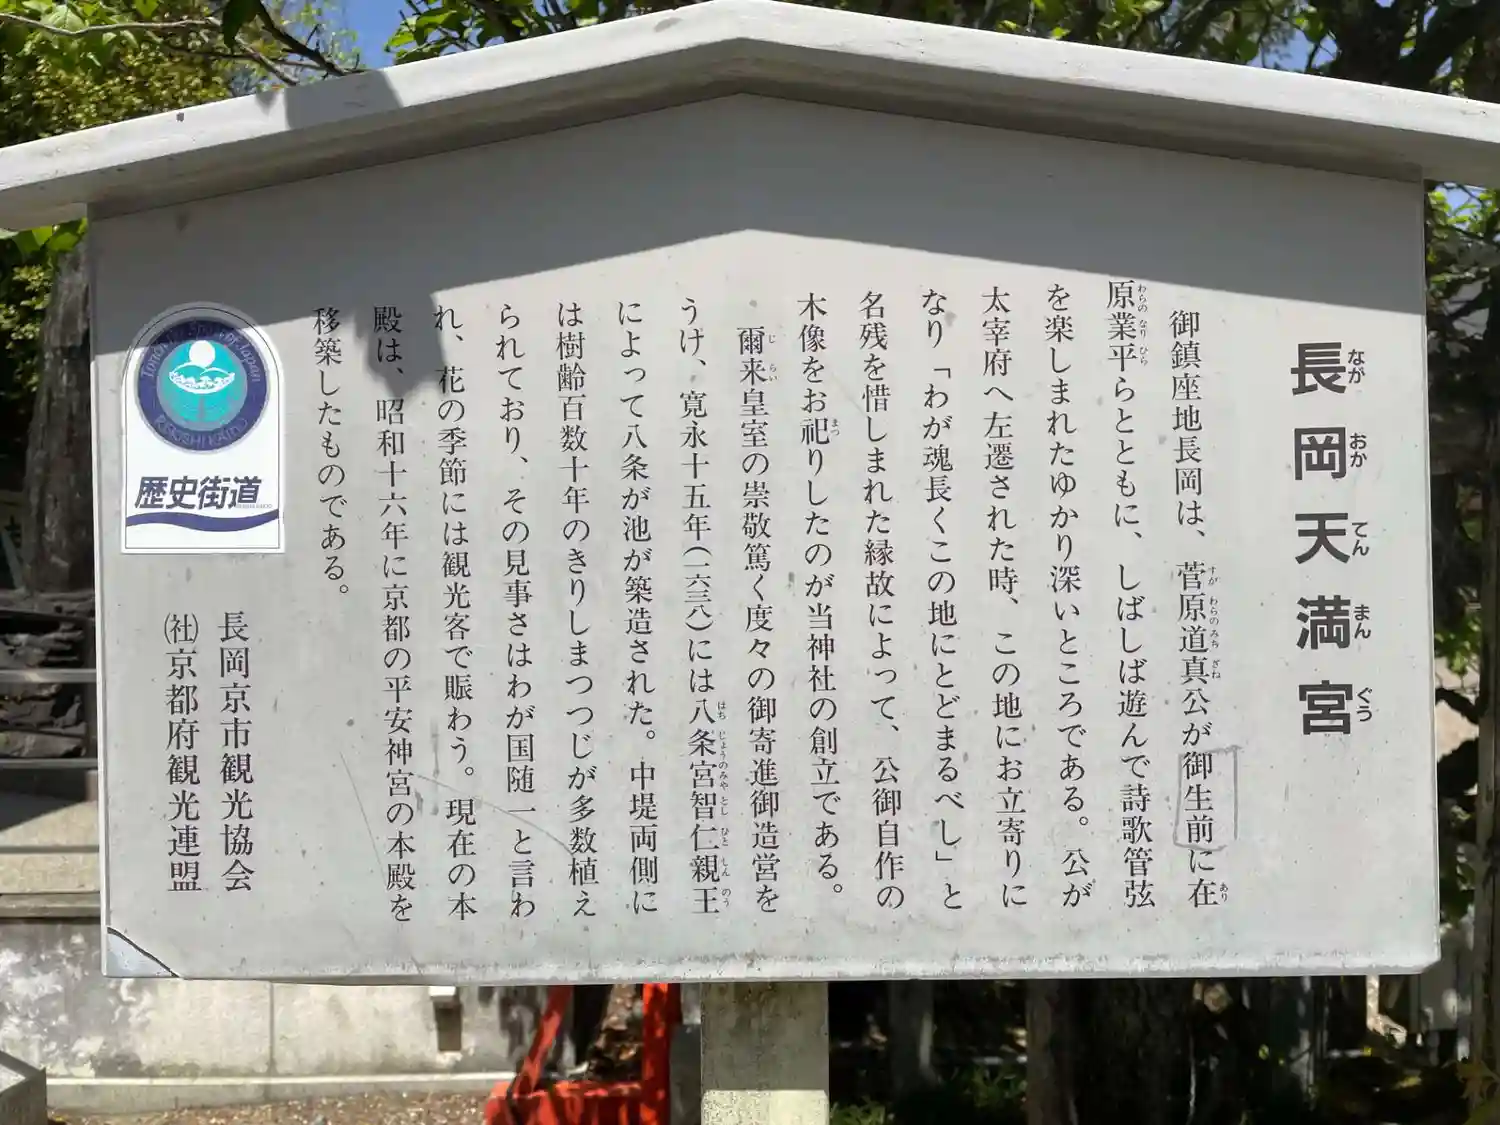 長岡天満宮
ながおかてんまんぐう
御鎮座地長岡は、菅原道真公が御生前に在
原業平らとともに、しばしば遊んで詩歌管弦
を楽しまれたゆかり深いところである。公が
太宰府へ左遷された時、この地にお立寄りに
なり「わが魂長くこの地にとどまるべし」と
名残を惜しまれた縁故によって、公御自作の
木像をお祀りしたのが当神社の創立である。
爾来皇室の崇敬篤く度々の御寄進御造営を
うけ、寛永十五年(一六三八)には八条宮智仁親王
によって八条が池が築造された。中堤両側に
は樹齢百数十年のきりしまつつじが多数植え
られており、その見事さはわが国随一と言わ
れ、花の季節には観光客で賑わう。現在の本
殿は、昭和十六年に京都の平安神宮の本殿を
移築したものである。
長岡京市観光協会
㈳京都府観光連盟
歴史街道
REKISHI KAIDO